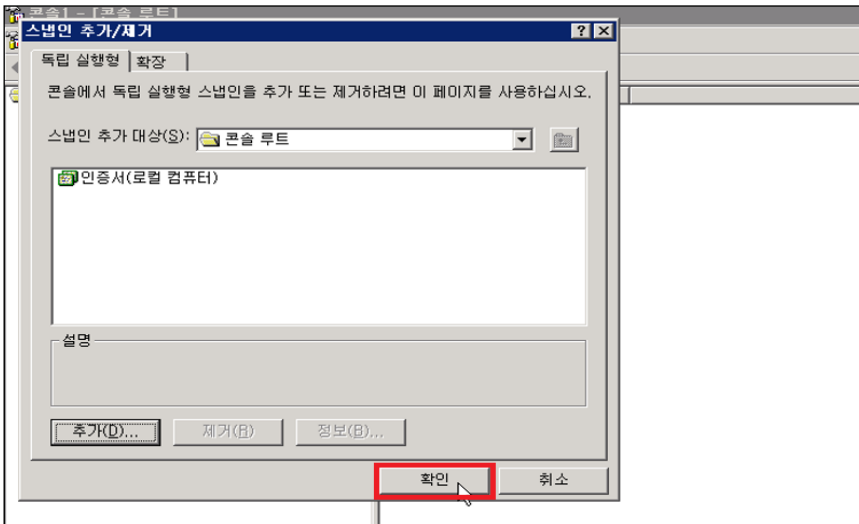 콘솔1 - [콘솔 루트]
스냅인 추가/제거
독립 실행형 확장
콘솔에서 독립 실행형 스냅인을 추가 또는 제거하려면 이 페이지를 사용하십시오.
스냅인 추가 대상(S): 콘솔 루트
인증서(로컬 컴퓨터)
설명
추가(D)... 제거(R) 정보(B)...
확인 취소